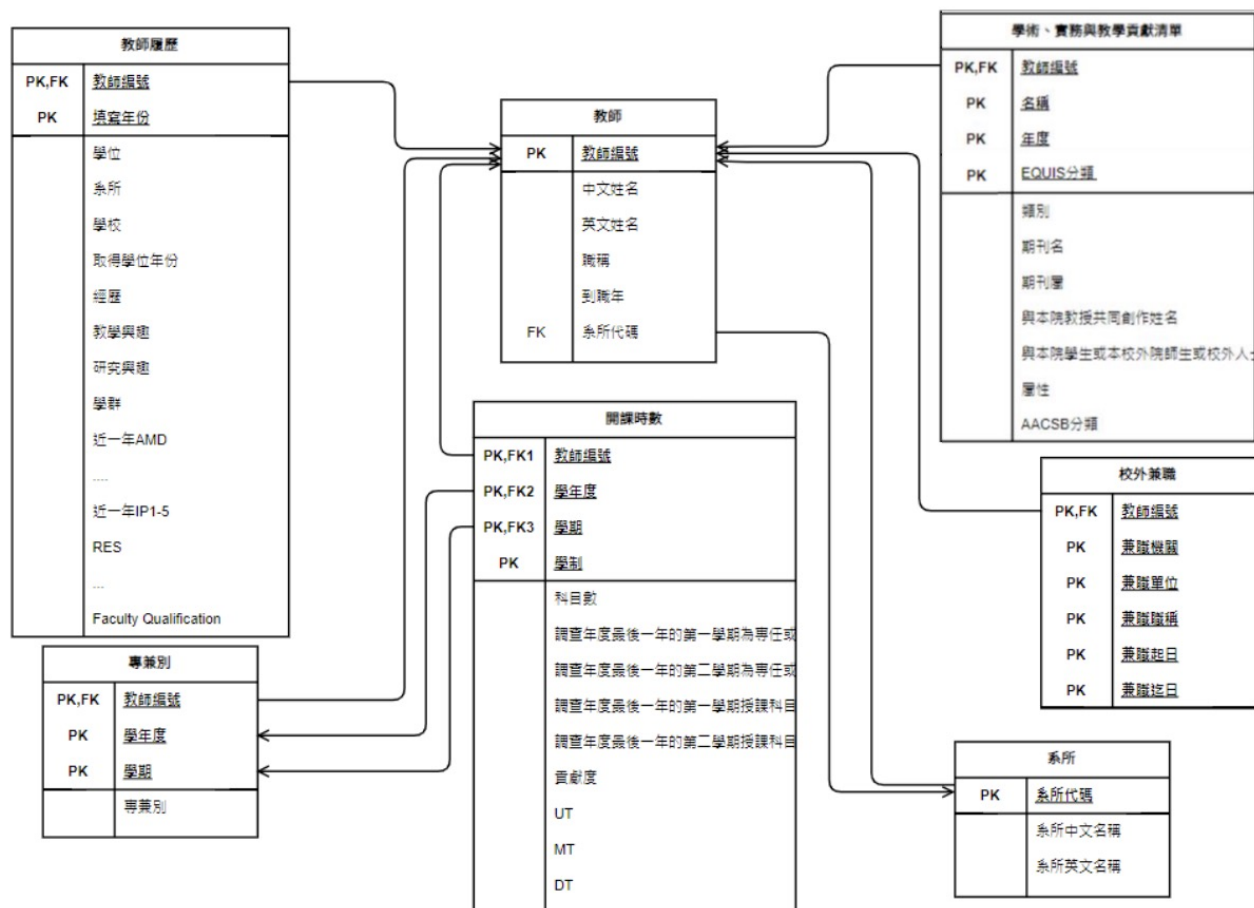 教師履歷
PK,FK 教師編號
PK 填寫年份
學位
系所
學校
取得學位年份
經歷
教學興趣
研究興趣
學群
近一年AMD
....
近一年IP1-5
RES
...
Faculty Qualification
專兼別
PK,FK 教師編號
PK 學年度
PK 學期
專兼別
教師
PK 教師編號
中文姓名
英文姓名
職稱
到職年
FK 系所代碼
開課時數
PK,FK1 教師編號
PK,FK2 學年度
PK,FK3 學期
PK 學制
科目數
調查年度最後一年的第一學期為専任或
調查年度最後一年的第二學期為専任或
調查年度最後一年的第一學期授課科目
調查年度最後一年的第二學期授課科目
貢獻度
UT
MT
DT
學術、實務與教學貢獻清單
PK,FK 教師編號
PK 名稱
PK 年度
PK EQUIS分類
類別
期刊名
期刊屬
與本院教授共同創作姓名
與本院學生或本校外院師生或校外人士
屬性
AACSB分類
校外兼職
PK,FK 教師編號
PK 兼職機關
PK 兼職單位
PK 兼職職稱
PK 兼職起日
PK 兼職迄日
系所
PK 系所代碼
系所中文名稱
系所英文名稱